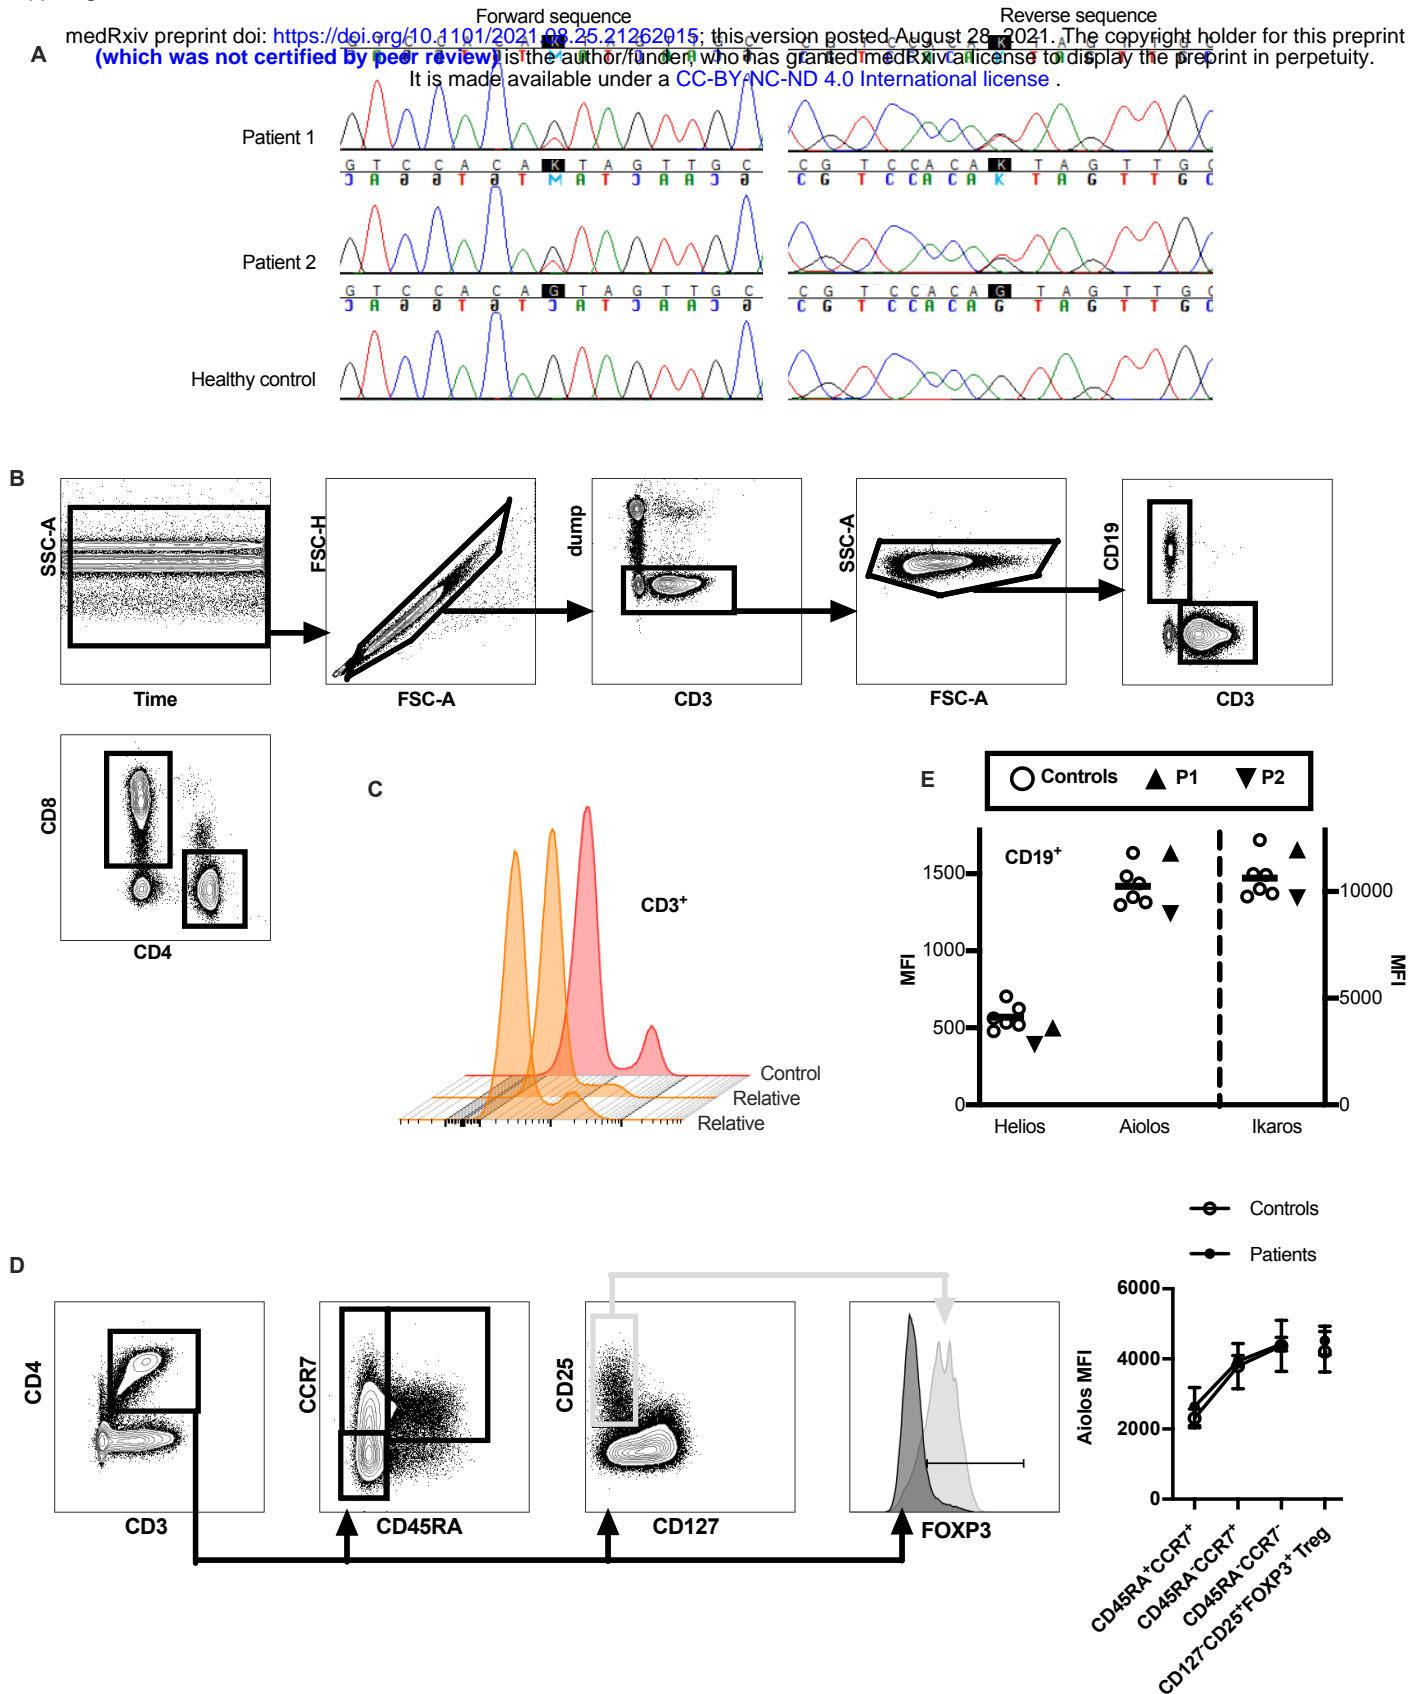 Forward sequence
Reverse sequence
medRxiv preprint doi: https://doi.org/10.1101/2021.08.25.21262015; this version posted August 28, 2021. The copyright holder for this preprint
(which was not certified by peer review) is the author/funder, who has granted medRxiv a license to display the preprint in perpetuity.
It is made available under a CC-BY-NC-ND 4.0 International license .
A
Patient 1
G T C C A C A K T A G T T G C
C G T C C A C A K T A G T T G C
C G T C C A C A K T A G T T G C
Patient 2
G T C C A C A G T A G T T G C
C G T C C A C A G T A G T T G C
C G T C C A C A G T A G T T G C
Healthy control
B
SSC-A
Time
FSC-H
FSC-A
dump
CD3
SSC-A
FSC-A
CD19
CD3
CD8
CD4
C
CD3+
Control
Relative
Relative
E
Controls P1 P2
CD19+
MFI
1500
1000
500
0
10000
5000
0
MFI
Helios Aiolos Ikaros
D
CD4
CD3
CCR7
CD45RA
CD25
CD127
FOXP3
Controls
Patients
Aiolos MFI
6000
4000
2000
0
CD45RA+CCR7+
CD45RA-CCR7+
CD45RA-CCR7-
CD127-CD25+FOXP3+ Treg